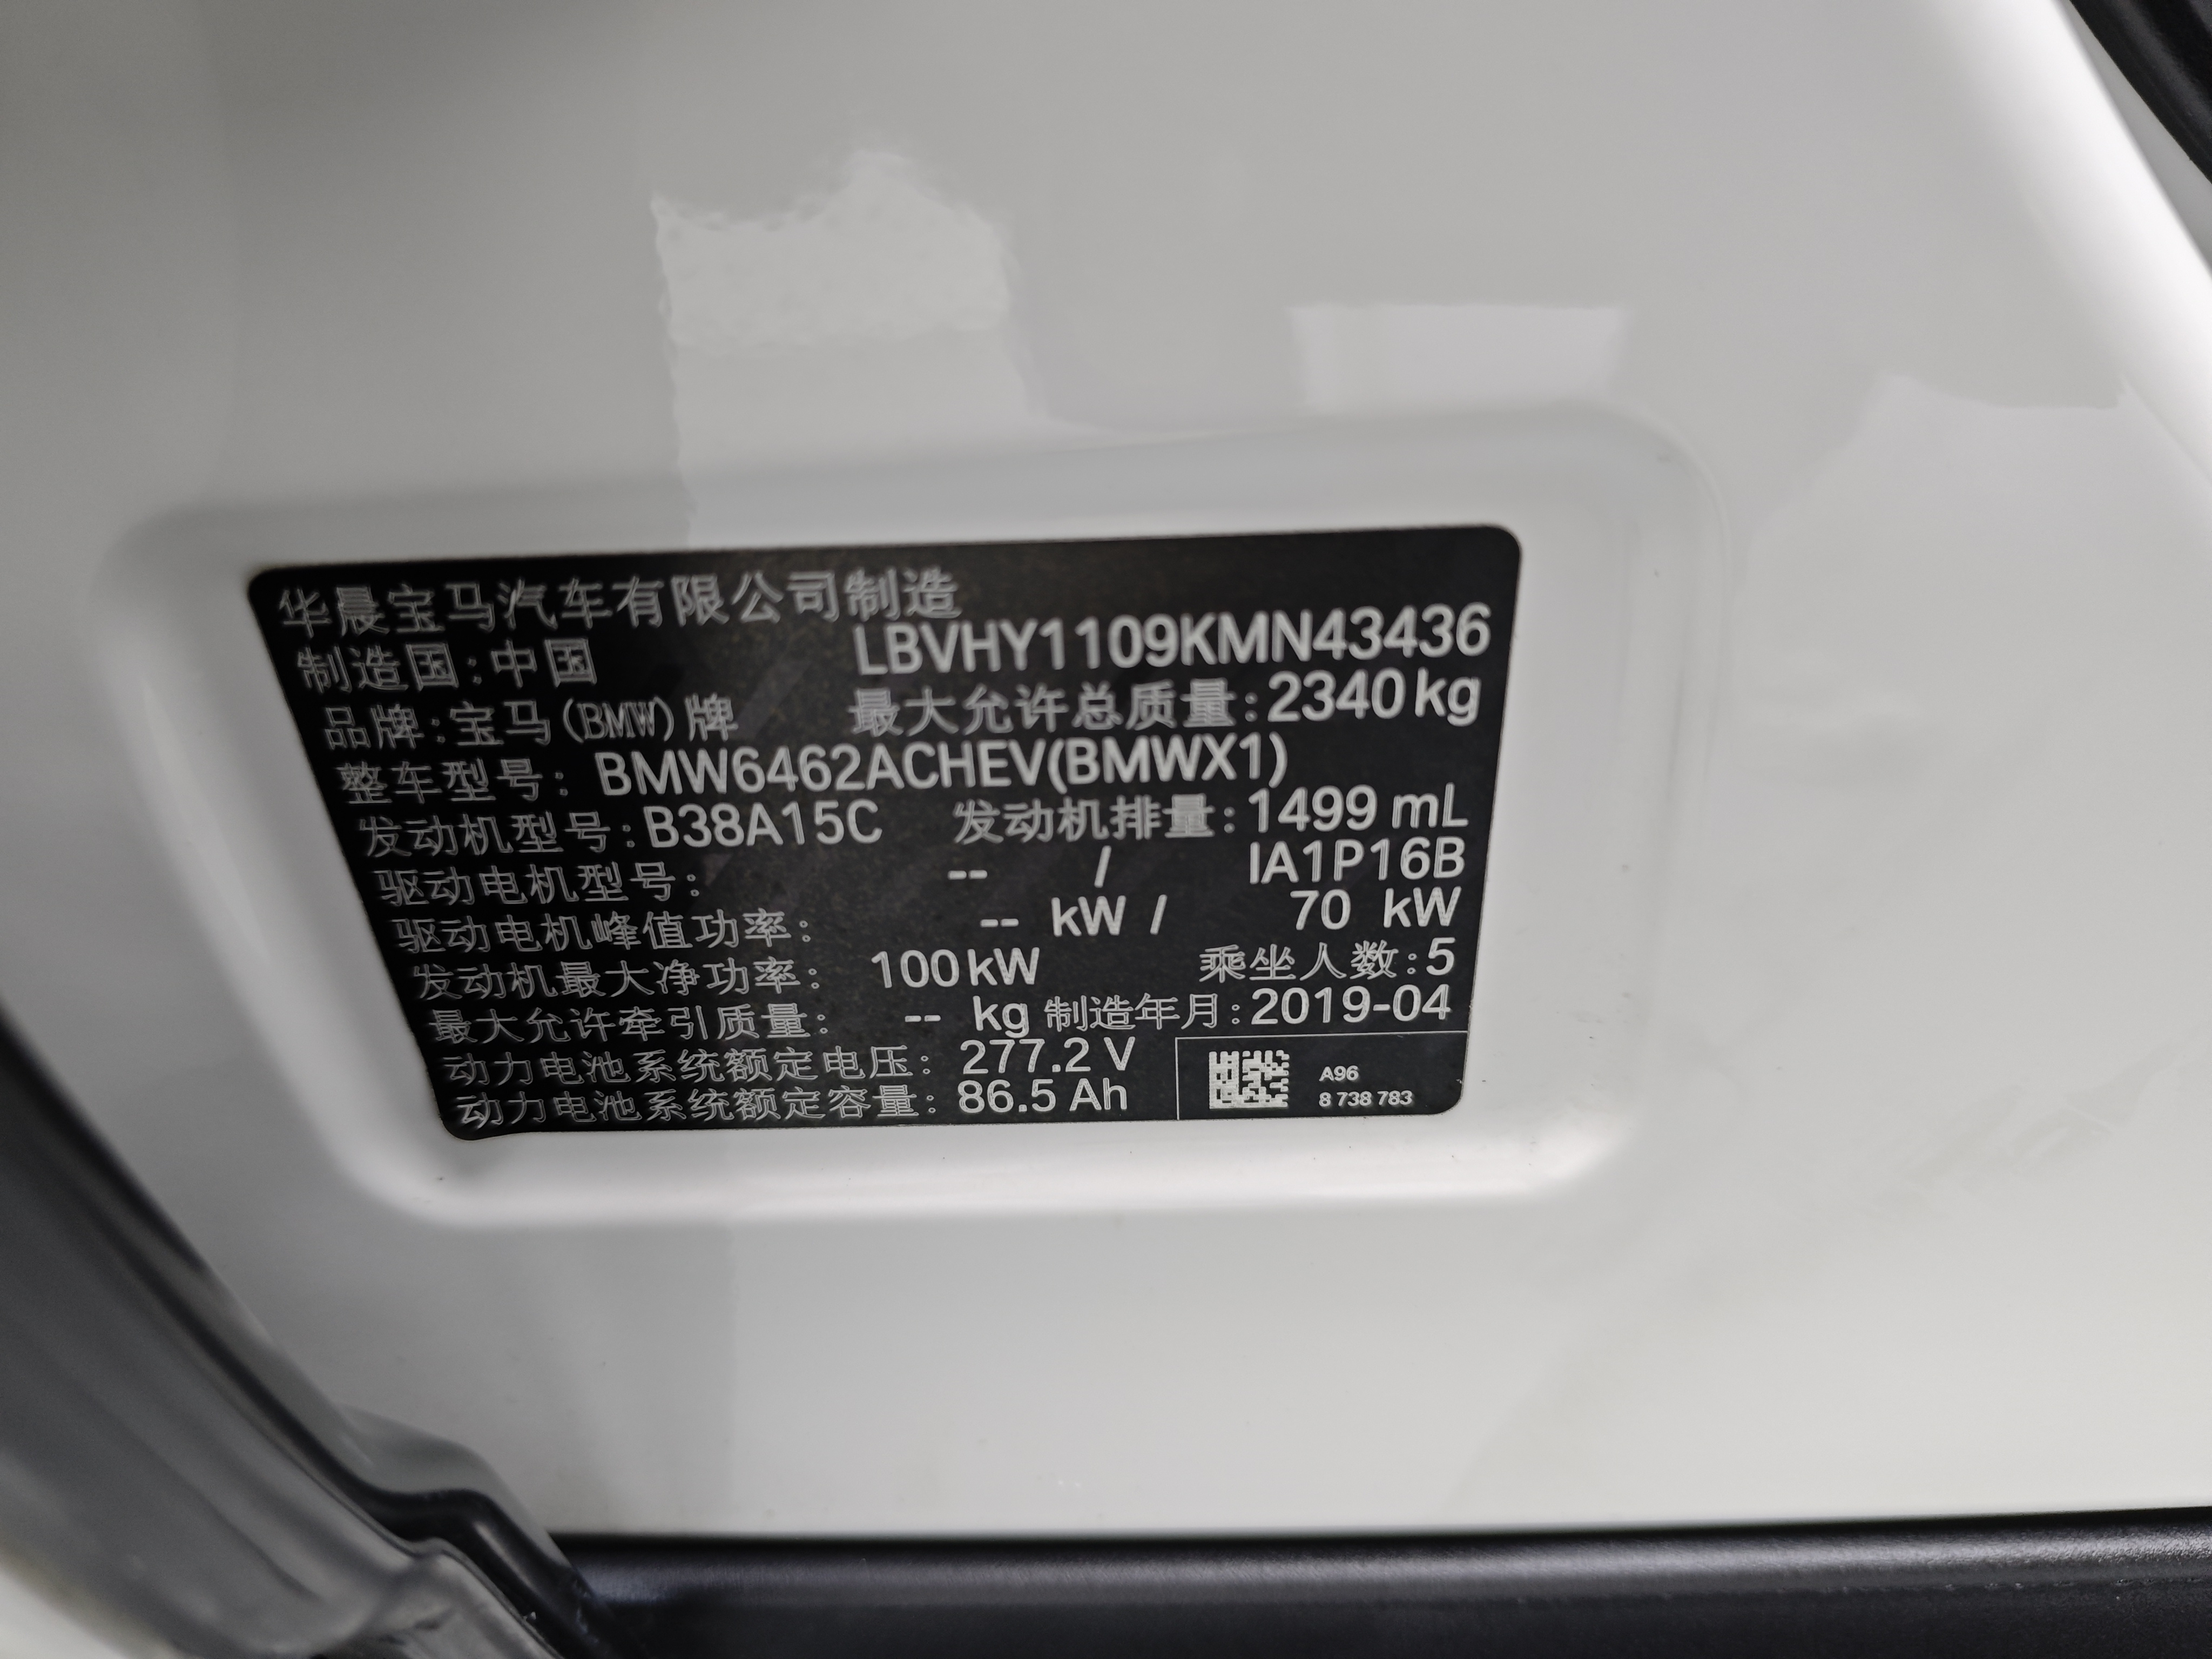 华晨宝马汽车有限公司制造
制造国:中国 LBVHY1109KMN43436
品牌:宝马(BMW)牌 最大允许总质量:2340kg
整车型号: BMW6462ACHEV(BMWX1)
发动机型号:B38A15C 发动机排量:1499 mL
驱动电机型号: -- / IA1P16B
驱动电机峰值功率: -- kW / 70 kW
发动机最大净功率: 100kW 乘坐人数:5
最大允许牵引质量: -- kg 制造年月:2019-04
动力电池系统额定电压: 277.2 V
动力电池系统额定容量: 86.5 Ah
A96
8 738 783